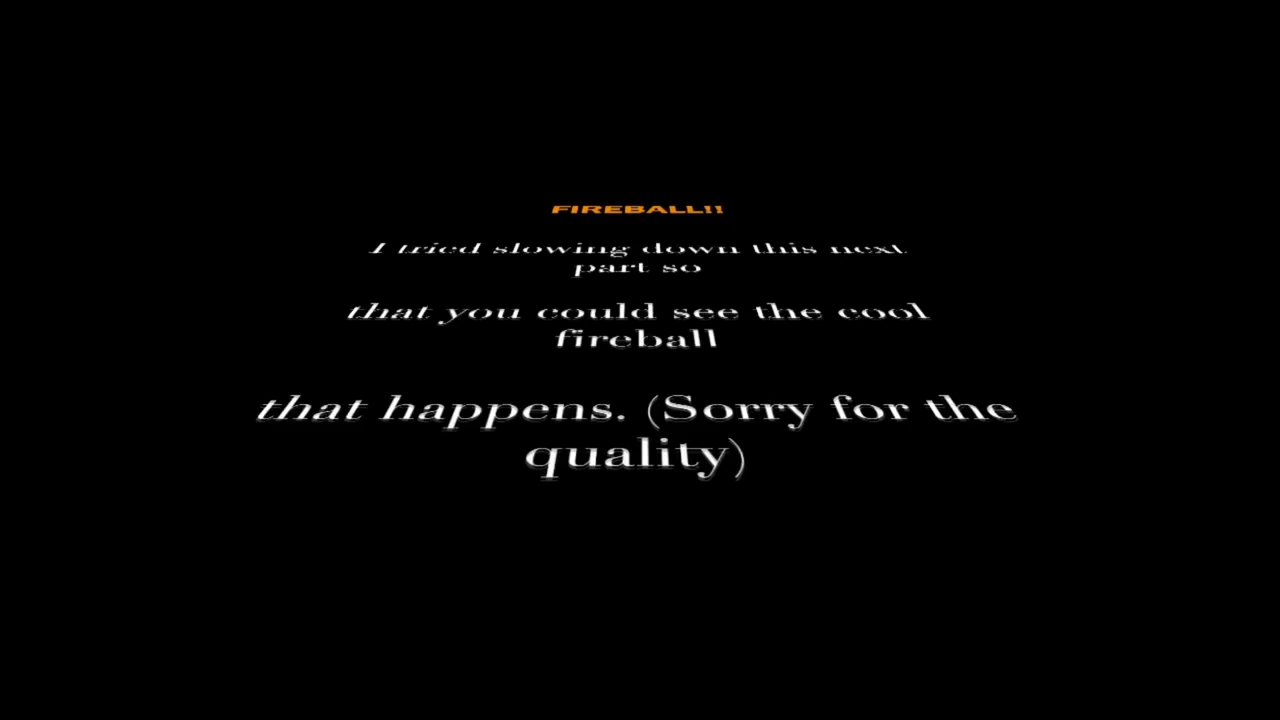 FIREBALL!!
I tried slowing down this next
part so
that you could see the cool
fireball
that happens. (Sorry for the
quality)